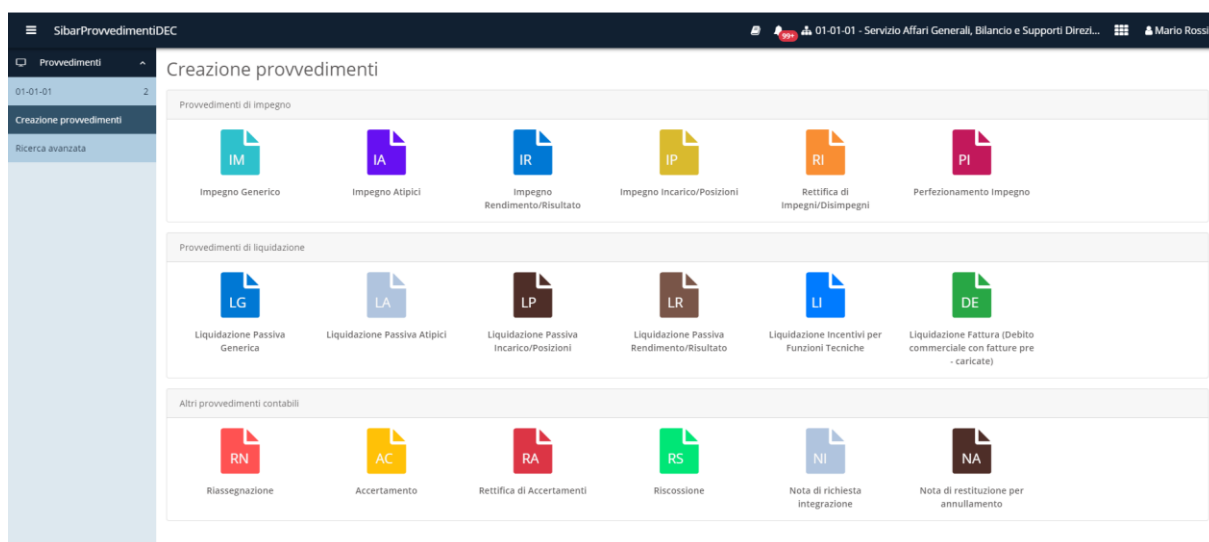 SibarProvvedimentiDEC
99+
01-01-01 - Servizio Affari Generali, Bilancio e Supporti Direzi...
Mario Rossi
Provvedimenti
01-01-01 2
Creazione provvedimenti
Ricerca avanzata
Creazione provvedimenti
Provvedimenti di impegno
IM
IA
IR
IP
RI
PI
Impegno Generico
Impegno Atipici
Impegno
Rendimento/Risultato
Impegno Incarico/Posizioni
Rettifica di
Impegni/Disimpegni
Perfezionamento Impegno
Provvedimenti di liquidazione
LG
LA
LP
LR
LI
DE
Liquidazione Passiva
Generica
Liquidazione Passiva Atipici
Liquidazione Passiva
Incarico/Posizioni
Liquidazione Passiva
Rendimento/Risultato
Liquidazione Incentivi per
Funzioni Tecniche
Liquidazione Fattura (Debito
commerciale con fatture pre
- caricate)
Altri provvedimenti contabili
RN
AC
RA
RS
NI
NA
Riassegnazione
Accertamento
Rettifica di Accertamenti
Riscossione
Nota di richiesta
integrazione
Nota di restituzione per
annullamento